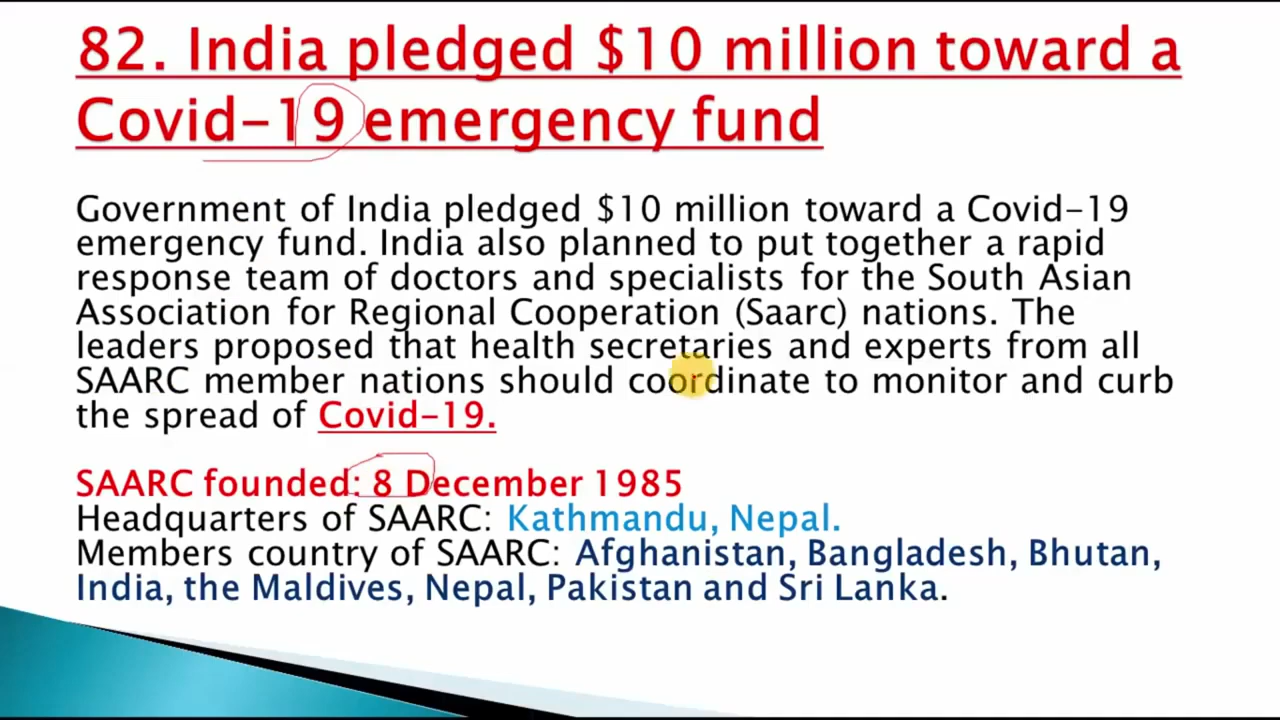 82. India pledged $10 million toward a
Covid-19 emergency fund
Government of India pledged $10 million toward a Covid-19
emergency fund. India also planned to put together a rapid
response team of doctors and specialists for the South Asian
Association for Regional Cooperation (Saarc) nations. The
leaders proposed that health secretaries and experts from all
SAARC member nations should coordinate to monitor and curb
the spread of Covid-19.
SAARC founded: 8 December 1985
Headquarters of SAARC: Kathmandu, Nepal.
Members country of SAARC: Afghanistan, Bangladesh, Bhutan,
India, the Maldives, Nepal, Pakistan and Sri Lanka.